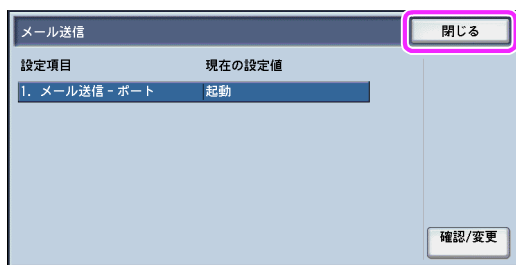 メール送信
閉じる
設定項目 現在の設定値
1. メール送信 - ポート 起動
確認/変更